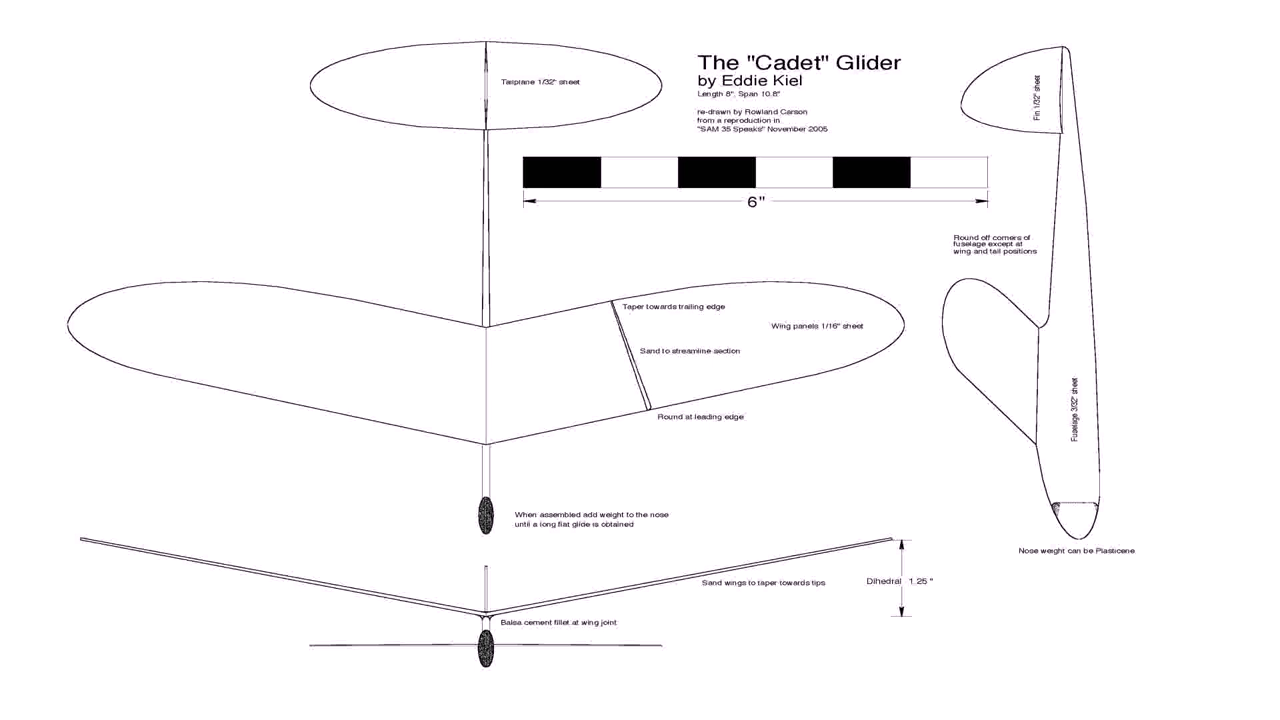 The "Cadet" Glider
by Eddie Kiel
Length 8", Span 10.8"
re-drawn by Rowland Carson
from a reproduction in
"SAM 35 Speaks" November 2005
Tailplane 1/32" sheet
Fin 1/32" sheet
6"
Round off corners of
fuselage except at
wing and tail positions
Taper towards trailing edge
Wing panels 1/16" sheet
Sand to streamline section
Round at leading edge
Fuselage 3/32" sheet
When assembled add weight to the nose
until a long flat glide is obtained
Nose weight can be Plasticene
Sand wings to taper towards tips
Dihedral 1.25 "
Balsa cement fillet at wing joint